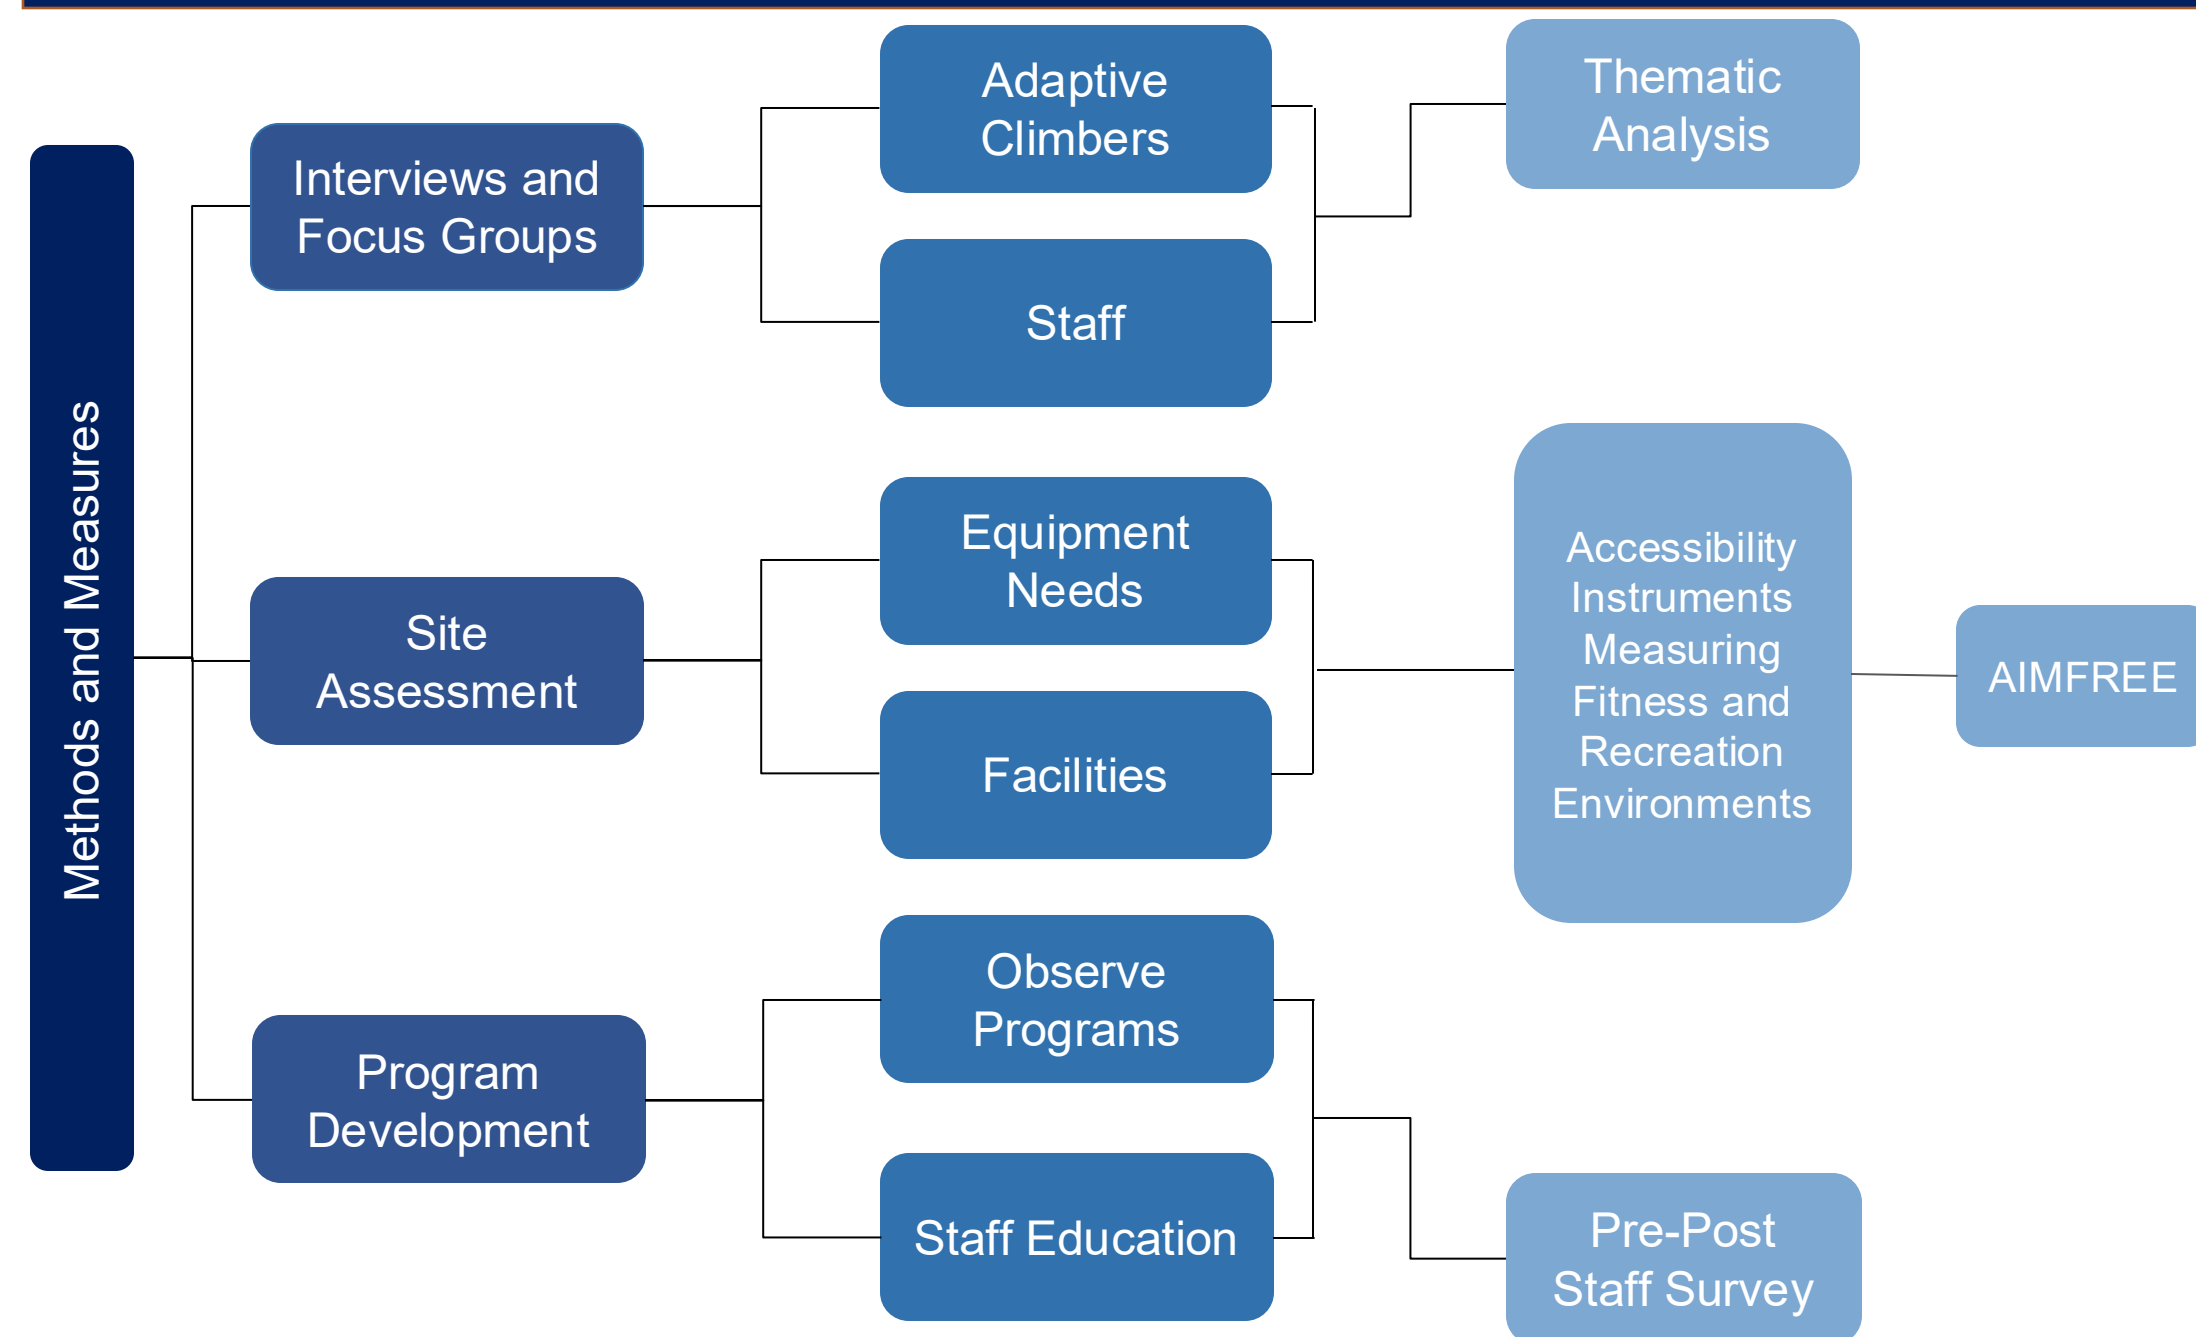 Methods and Measures
Interviews and
Focus Groups
Adaptive
Climbers
Staff
Thematic
Analysis
Site
Assessment
Equipment
Needs
Facilities
Accessibility
Instruments
Measuring
Fitness and
Recreation
Environments
AIMFREE
Program
Development
Observe
Programs
Staff Education
Pre-Post
Staff Survey